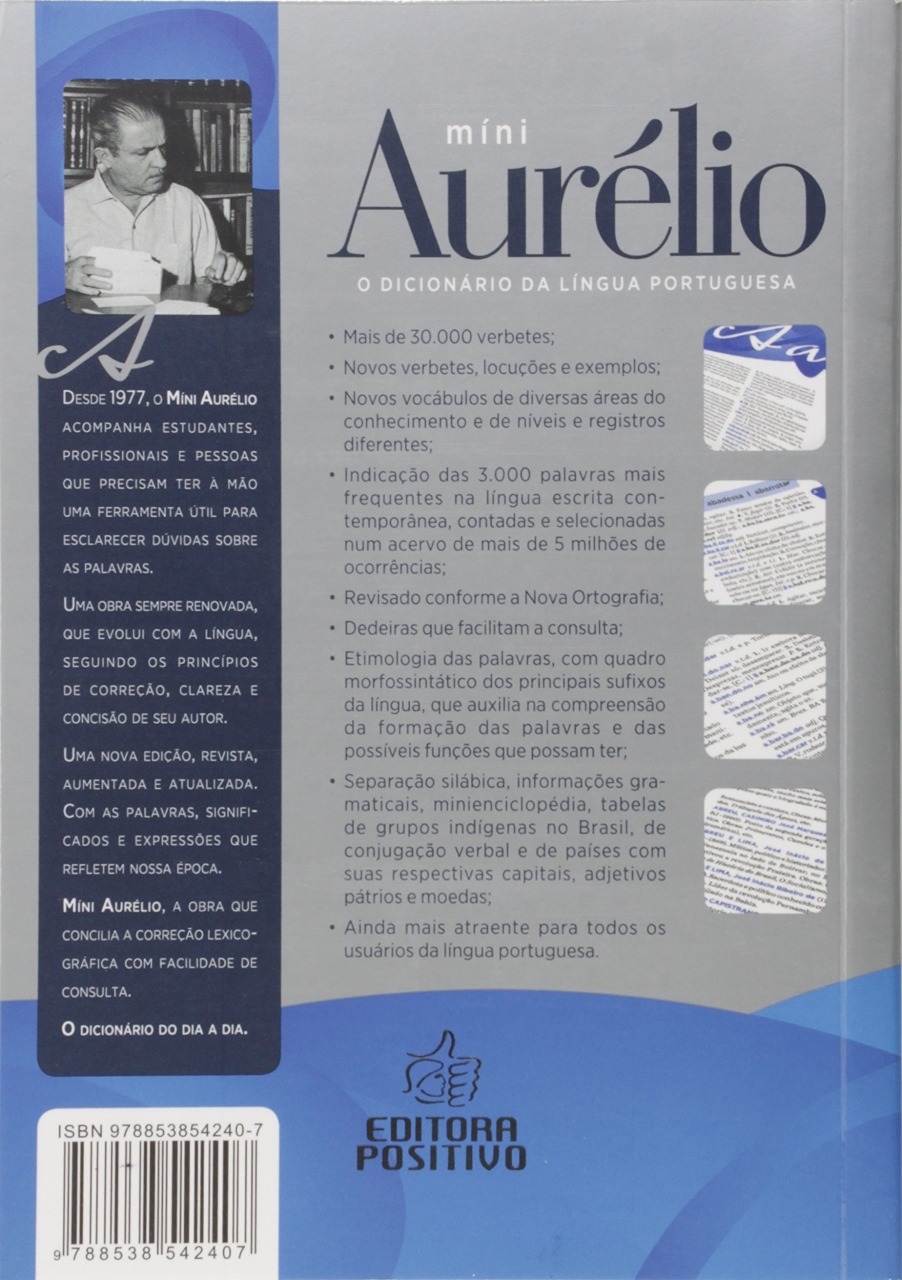 míni
Aurélio
O DICIONÁRIO DA LÍNGUA PORTUGUESA
DESDE 1977, O MÍNI AURÉLIO
ACOMPANHA ESTUDANTES,
PROFISSIONAIS E PESSOAS
QUE PRECISAM TER À MÃO
UMA FERRAMENTA ÚTIL PARA
ESCLARECER DÚVIDAS SOBRE
AS PALAVRAS.
UMA OBRA SEMPRE RENOVADA,
QUE EVOLUI COM A LÍNGUA,
SEGUINDO OS PRINCÍPIOS
DE CORREÇÃO, CLAREZA E
CONCISÃO DE SEU AUTOR.
UMA NOVA EDIÇÃO, REVISTA,
AUMENTADA E ATUALIZADA.
COM AS PALAVRAS, SIGNIFI-
CADOS E EXPRESSÕES QUE
REFLETEM NOSSA ÉPOCA.
MÍNI AURÉLIO, A OBRA QUE
CONCILIA A CORREÇÃO LEXICO-
GRÁFICA COM FACILIDADE DE
CONSULTA.
O DICIONÁRIO DO DIA A DIA.
• Mais de 30.000 verbetes;
• Novos verbetes, locuções e exemplos;
• Novos vocábulos de diversas áreas do
conhecimento e de níveis e registros
diferentes;
• Indicação das 3.000 palavras mais
frequentes na língua escrita con-
temporânea, contadas e selecionadas
num acervo de mais de 5 milhões de
ocorrências;
• Revisado conforme a Nova Ortografia;
• Dedeiras que facilitam a consulta;
• Etimologia das palavras, com quadro
morfossintático dos principais sufixos
da língua, que auxilia na compreensão
da formação das palavras e das
possíveis funções que possam ter;
• Separação silábica, informações gra-
maticais, minienciclopédia, tabelas
de grupos indígenas no Brasil, de
conjugação verbal e de países com
suas respectivas capitais, adjetivos
pátrios e moedas;
• Ainda mais atraente para todos os
usuários da língua portuguesa.
A a
abadessa | aborrotar
EDITORA
POSITIVO
ISBN 978853854240-7
9 788538 542407